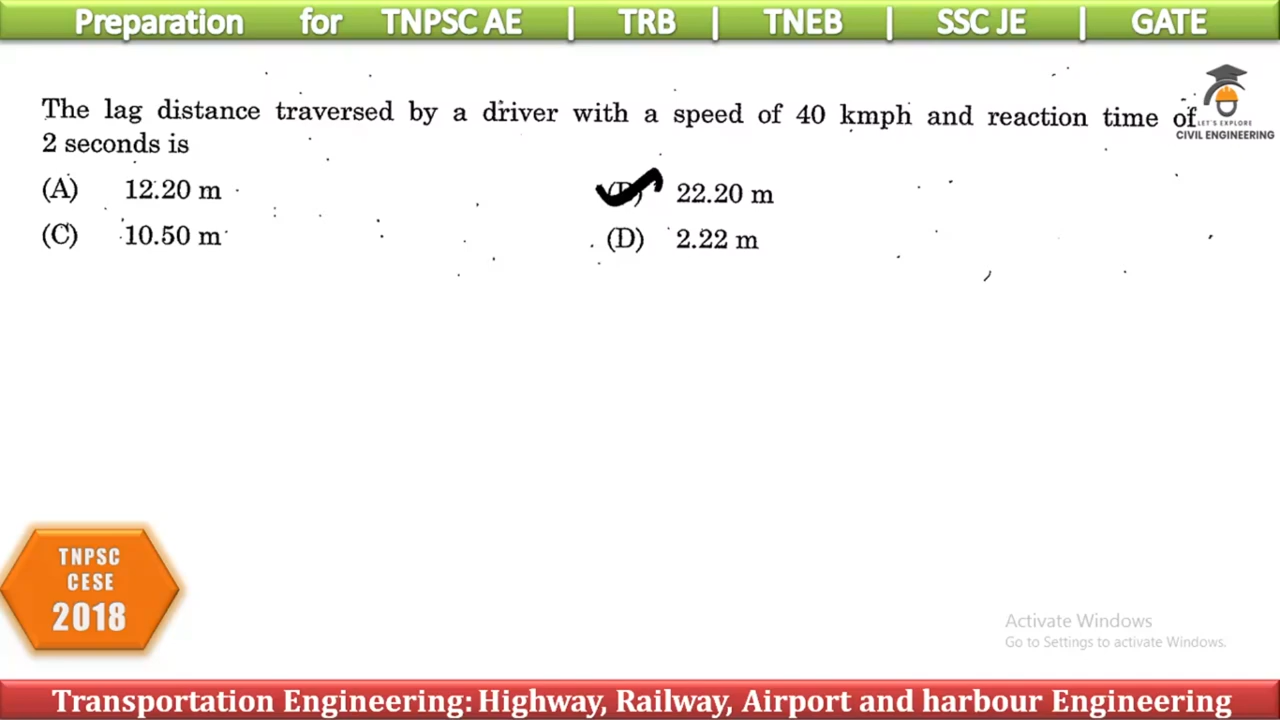 Preparation for TNPSC AE | TRB | TNEB | SSC JE | GATE
The lag distance traversed by a driver with a speed of 40 kmph and reaction time of
2 seconds is
(A) 12.20 m
22.20 m
(C) 10.50 m
(D) 2.22 m
LET'S EXPLORE
CIVIL ENGINEERING
TNPSC
CESE
2018
Activate Windows
Go to Settings to activate Windows.
Transportation Engineering: Highway, Railway, Airport and harbour Engineering